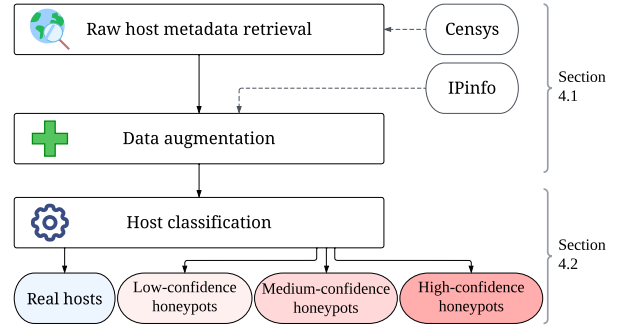 Raw host metadata retrieval
Censys
IPinfo
Section
4.1
Data augmentation
Host classification
Section
4.2
Real hosts
Low-confidence
honeypots
Medium-confidence
honeypots
High-confidence
honeypots